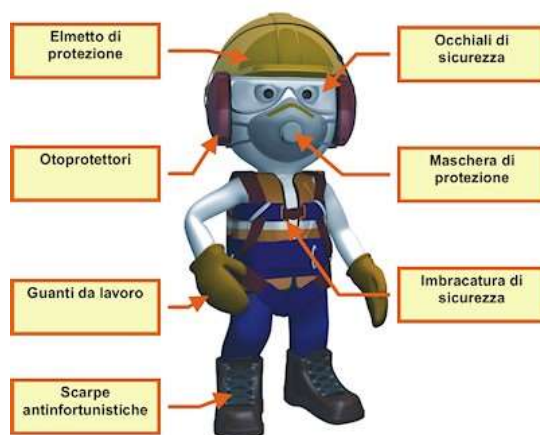 Elmetto di
protezione
Occhiali di
sicurezza
Otoprotettori
Maschera di
protezione
Guanti da lavoro
Imbracatura di
sicurezza
Scarpe
antinfortunistiche